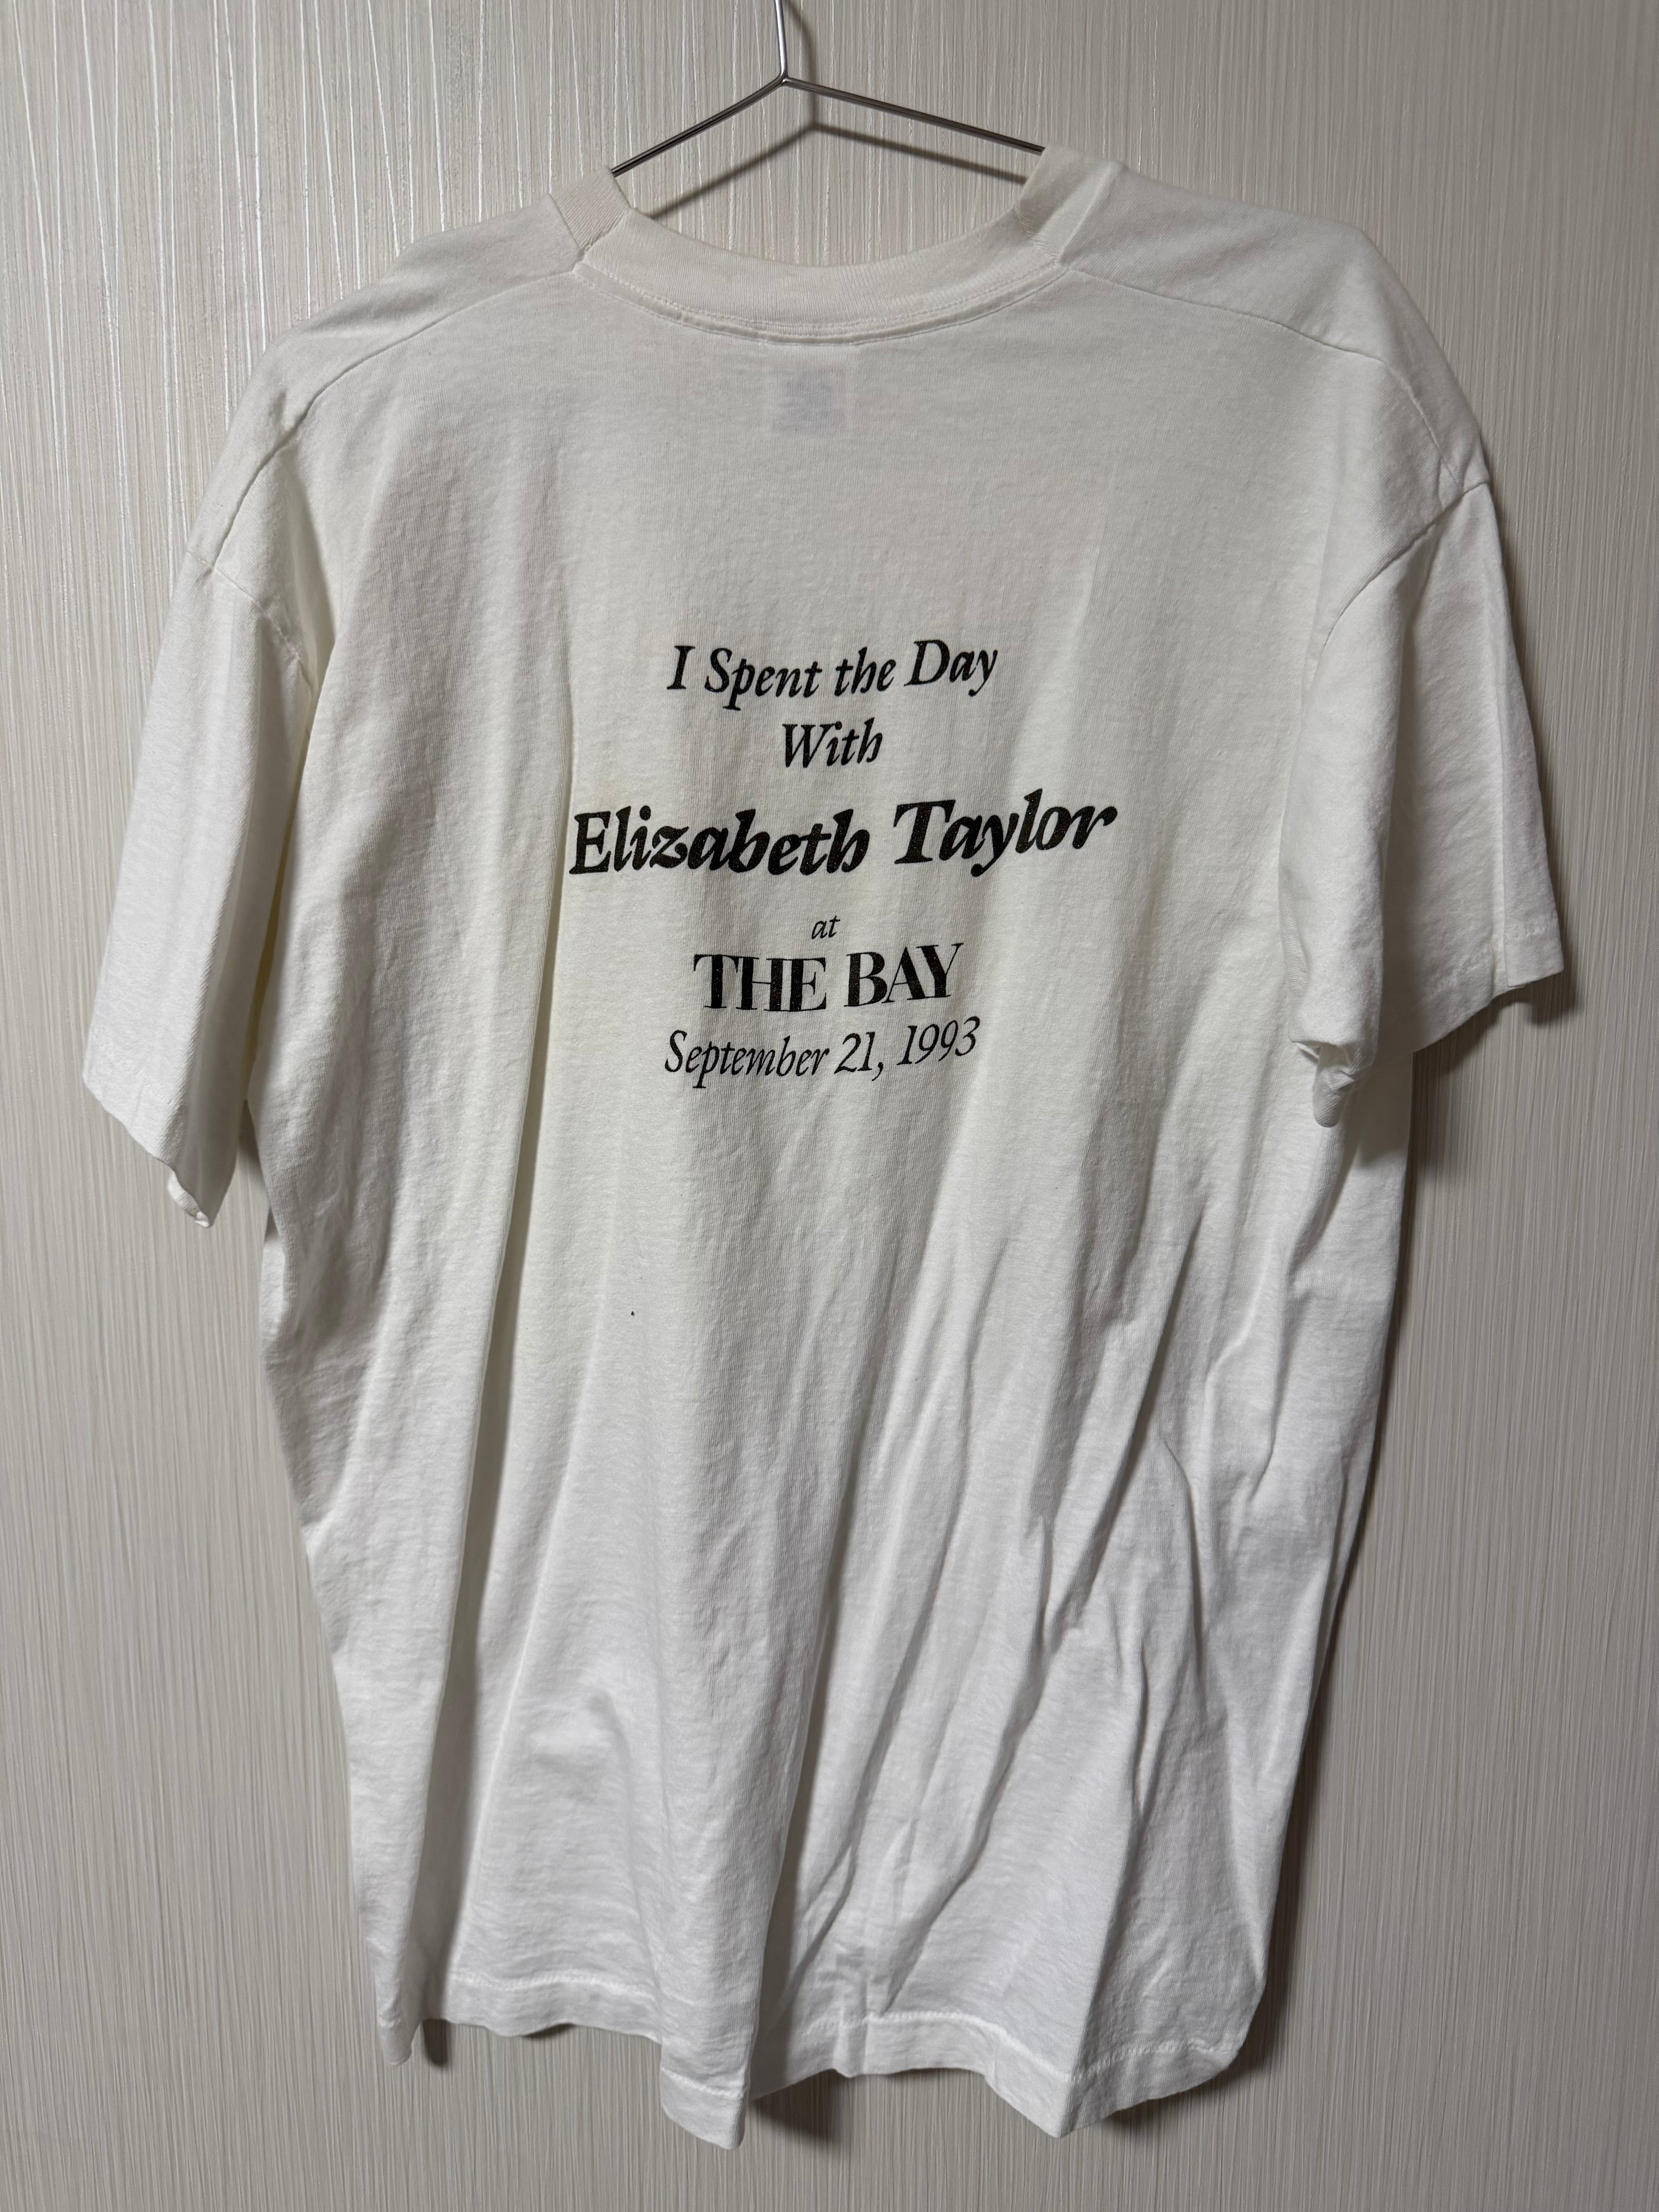 I Spent the Day
With
Elizabeth Taylor
at
THE BAY
September 21, 1993